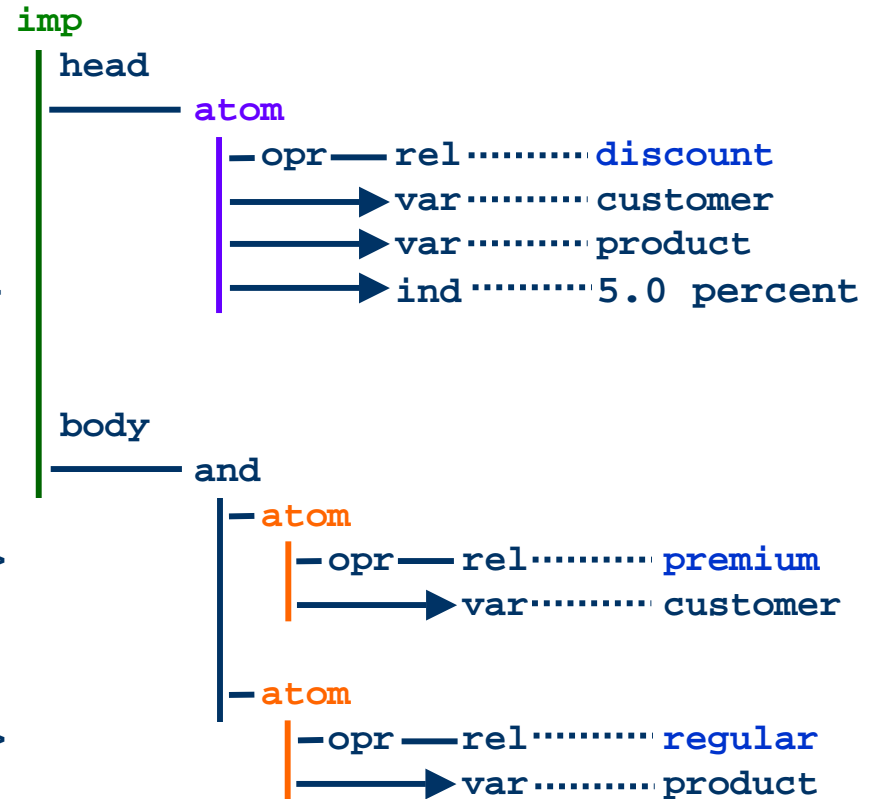 imp
head
atom
opr rel discount
var customer
var product
ind 5.0 percent
body
and
atom
opr rel premium
var customer
atom
opr rel regular
var product